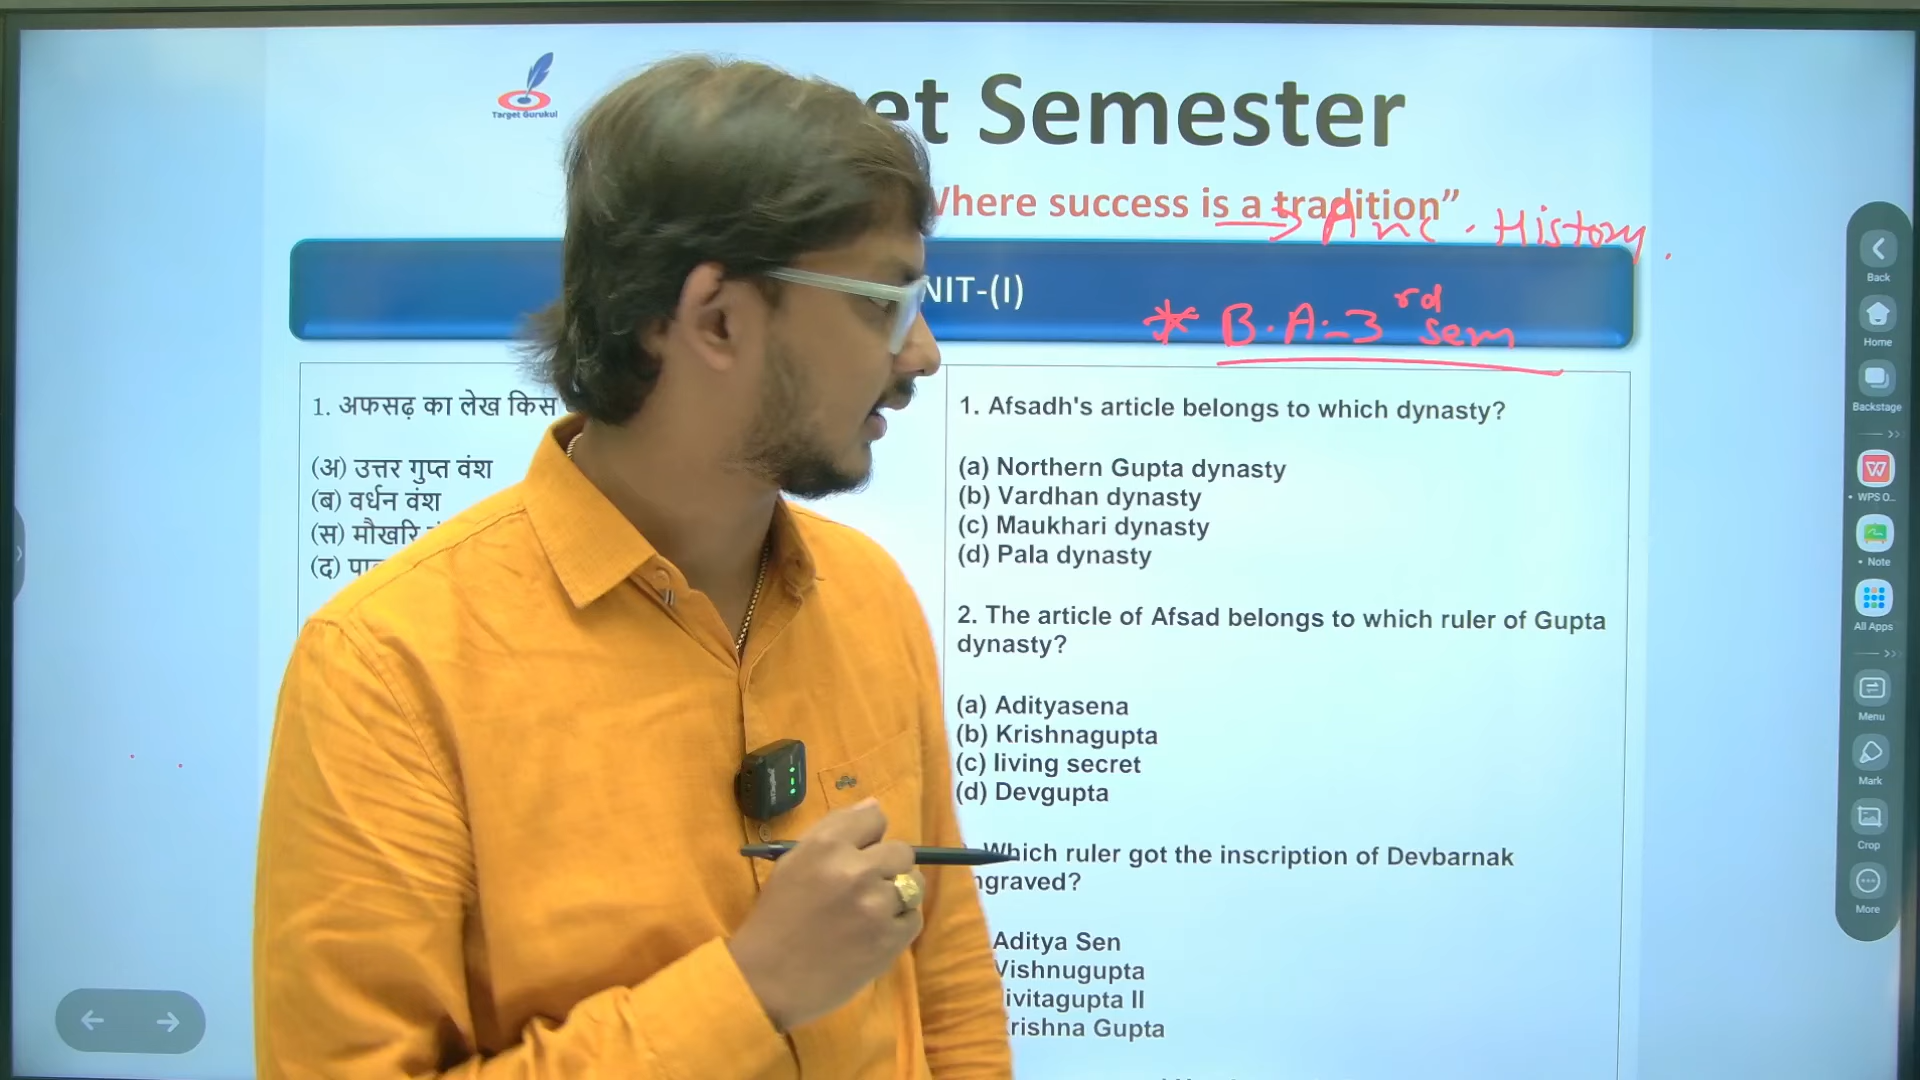 Target Gurukul
et Semester
Where success is a tradition”
→ Anc. History.
NIT-(I)
* B.A:-3rd sem
1. अफसढ़ का लेख किस
(अ) उत्तर गुप्त वंश
(ब) वर्धन वंश
(स) मौखरि
(द)
1. Afsadh's article belongs to which dynasty?
(a) Northern Gupta dynasty
(b) Vardhan dynasty
(c) Maukhari dynasty
(d) Pala dynasty
2. The article of Afsad belongs to which ruler of Gupta
dynasty?
(a) Adityasena
(b) Krishnagupta
(c) living secret
(d) Devgupta
Which ruler got the inscription of Devbarnak
ngraved?
Aditya Sen
Vishnugupta
ivitagupta II
rishna Gupta
Back
Home
Backstage
WPS O...
Note
All Apps
Menu
Mark
Crop
More